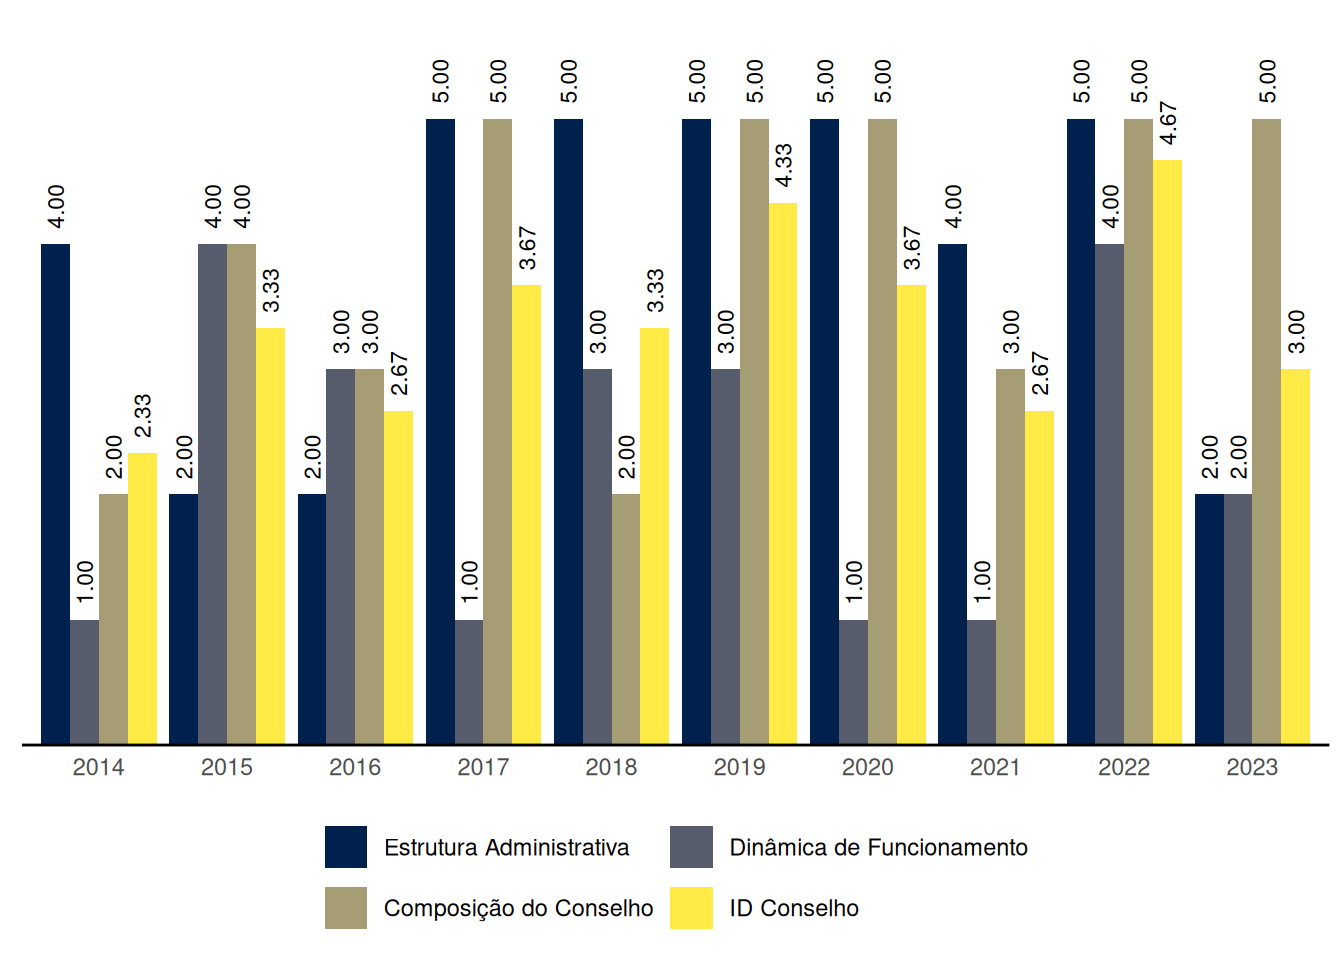 4.00 1.00 2.00 2.33 2.00 4.00 4.00 3.33 2.00 3.00 3.00 2.67 5.00 1.00 5.00 3.67 5.00 3.00 2.00 3.33 5.00 3.00 5.00 4.33 5.00 1.00 5.00 3.67 4.00 1.00 3.00 2.67 5.00 4.00 5.00 4.67 2.00 2.00 5.00 3.00
2014 2015 2016 2017 2018 2019 2020 2021 2022 2023
Estrutura Administrativa Dinâmica de Funcionamento
Composição do Conselho ID Conselho